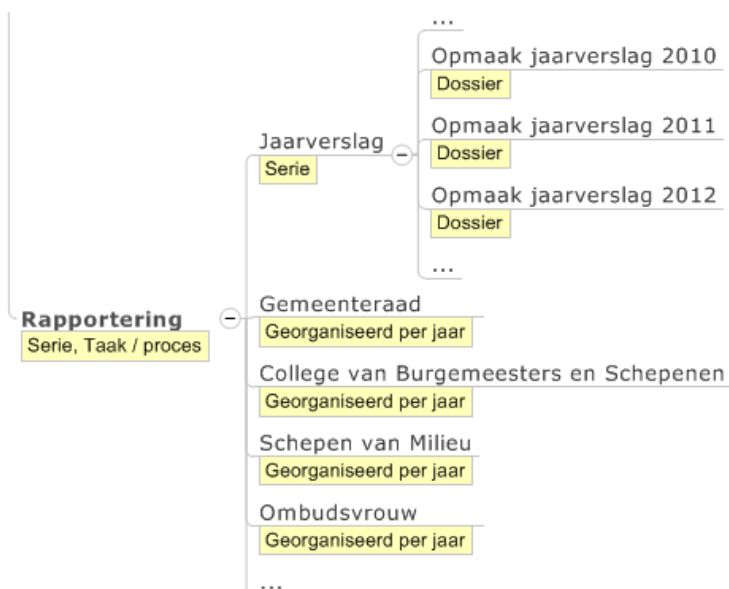 ...
Opmaak jaarverslag 2010
Dossier
Opmaak jaarverslag 2011
Dossier
Jaarverslag
Serie
Opmaak jaarverslag 2012
Dossier
...
Gemeenteraad
Georganiseerd per jaar
Rapportering
Serie, Taak / proces
College van Burgemeesters en Schepenen
Georganiseerd per jaar
Schepen van Milieu
Georganiseerd per jaar
Ombudsvrouw
Georganiseerd per jaar
...